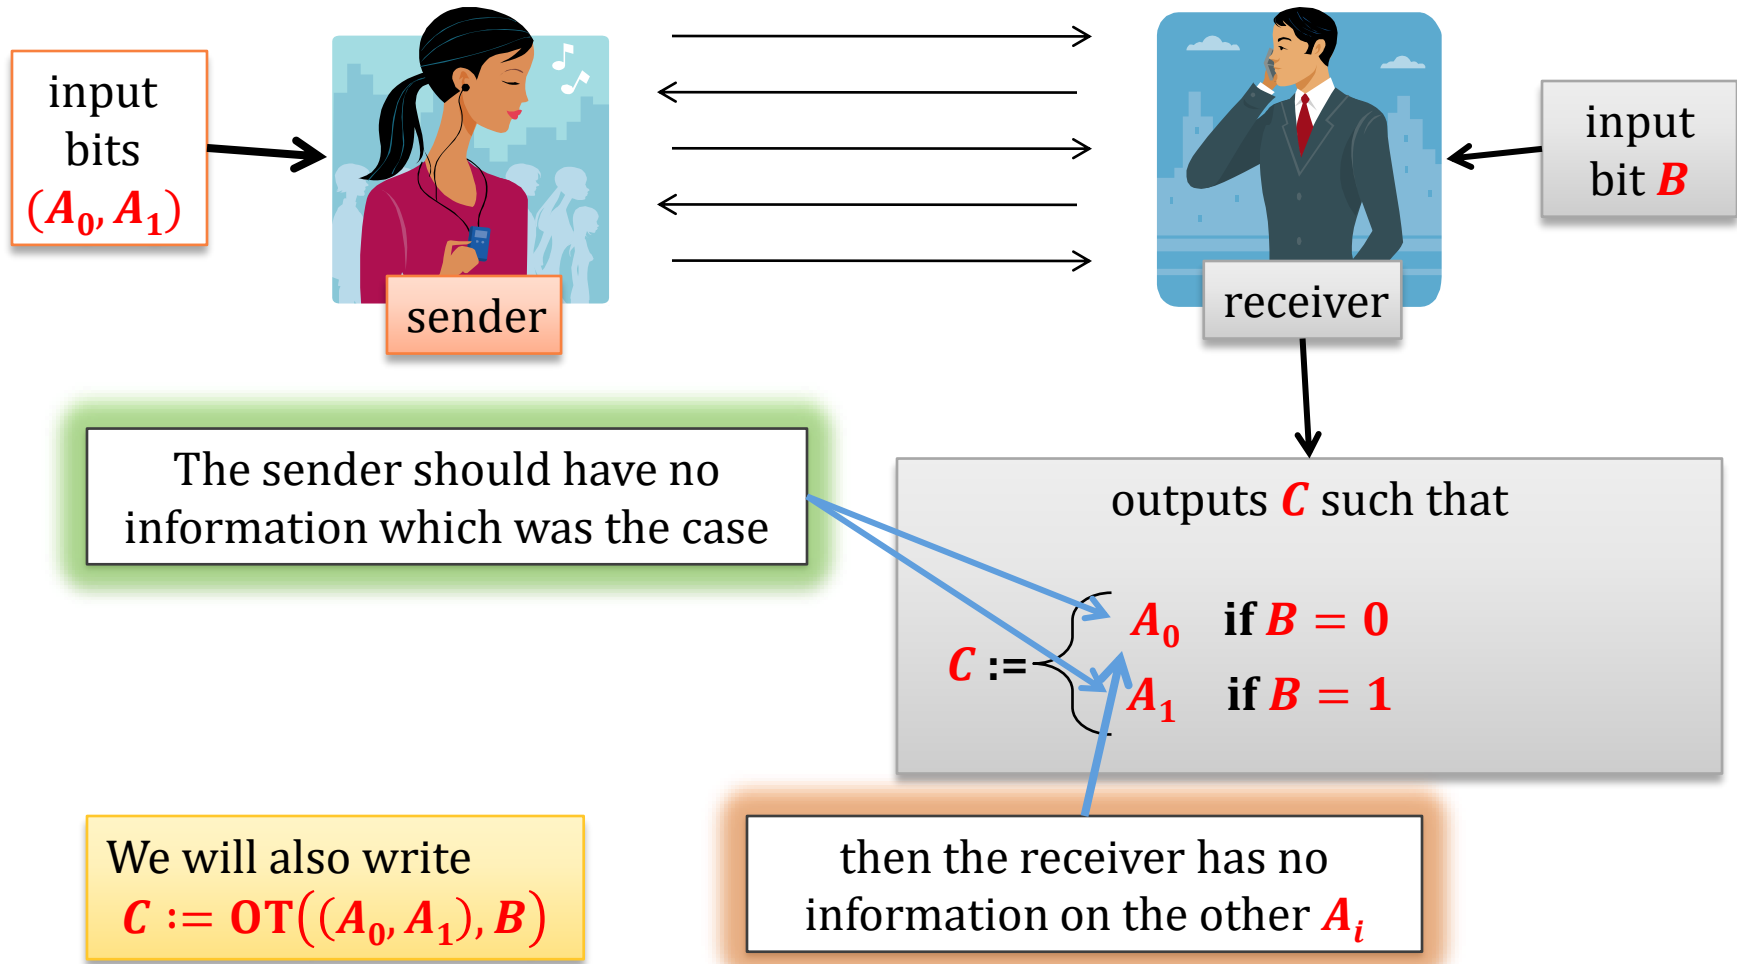 input
bits
(A₀, A₁)
sender
receiver
input
bit B
The sender should have no
information which was the case
outputs C such that
C :=
A₀ if B = 0
A₁ if B = 1
We will also write
C := OT((A₀, A₁), B)
then the receiver has no
information on the other Aᵢ